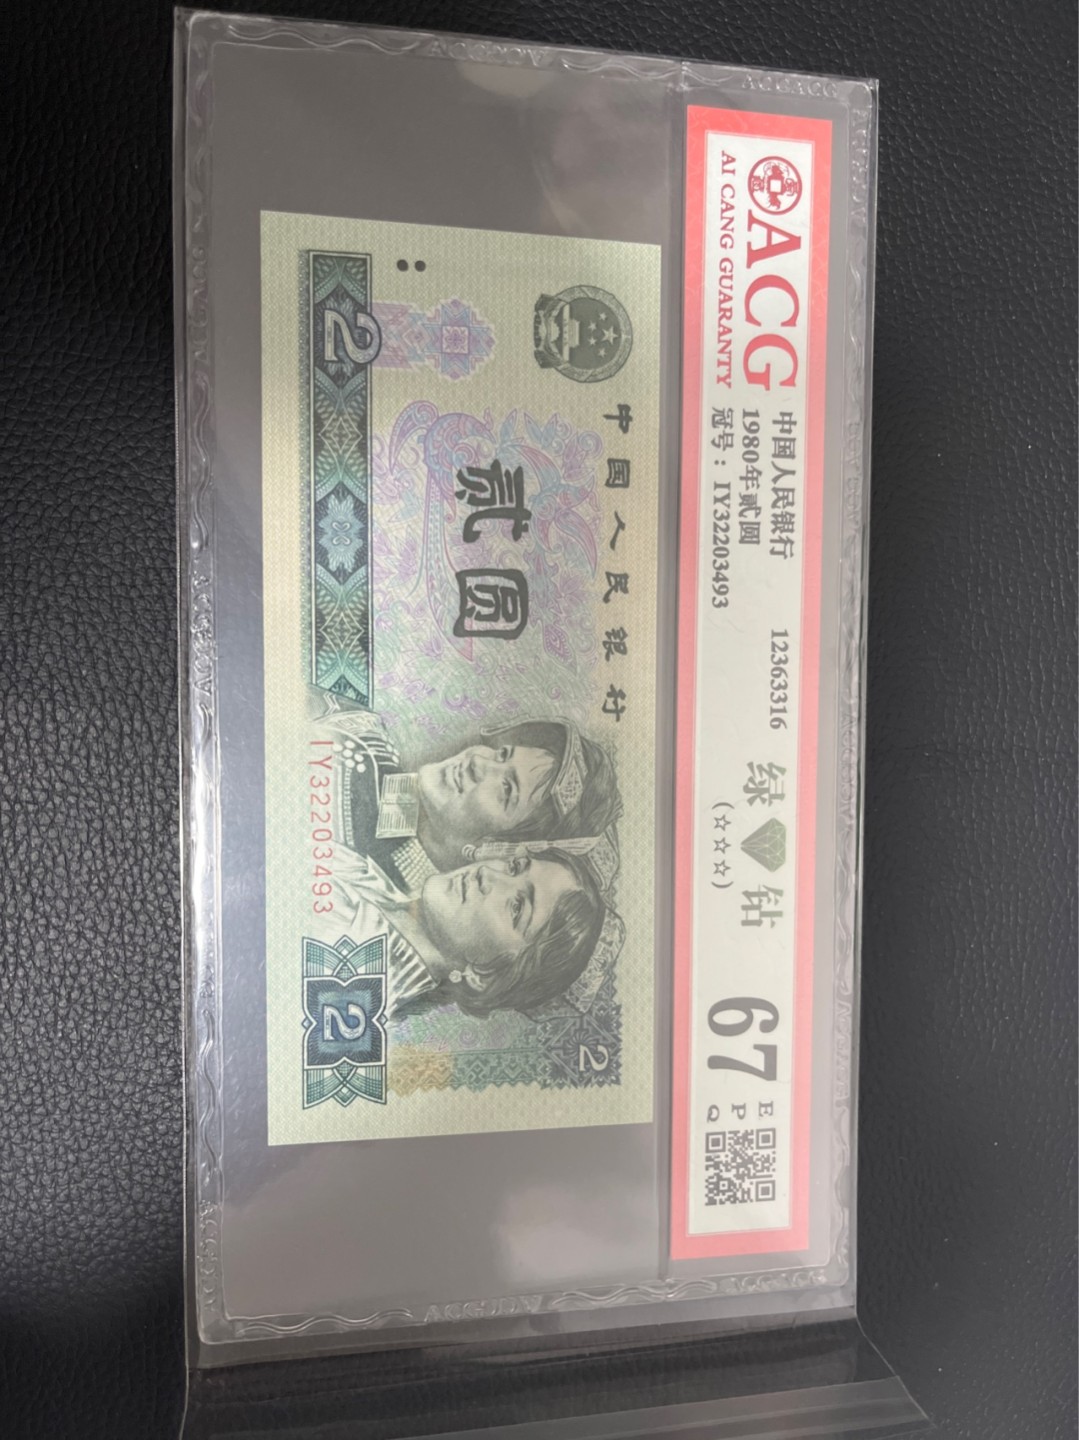 ACG
AI CANG GUARANTY
中国人民银行 12363316
1980年贰圆
冠号：IY32203493
绿 钻
(☆☆☆)
67
E
P
Q
中国人民银行
贰圆
2
IY32203493
2
2